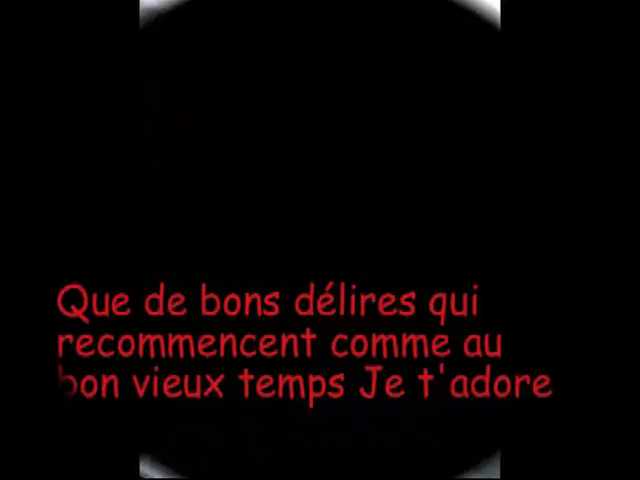 Que de bons délires qui
recommencent comme au
bon vieux temps Je t'adore